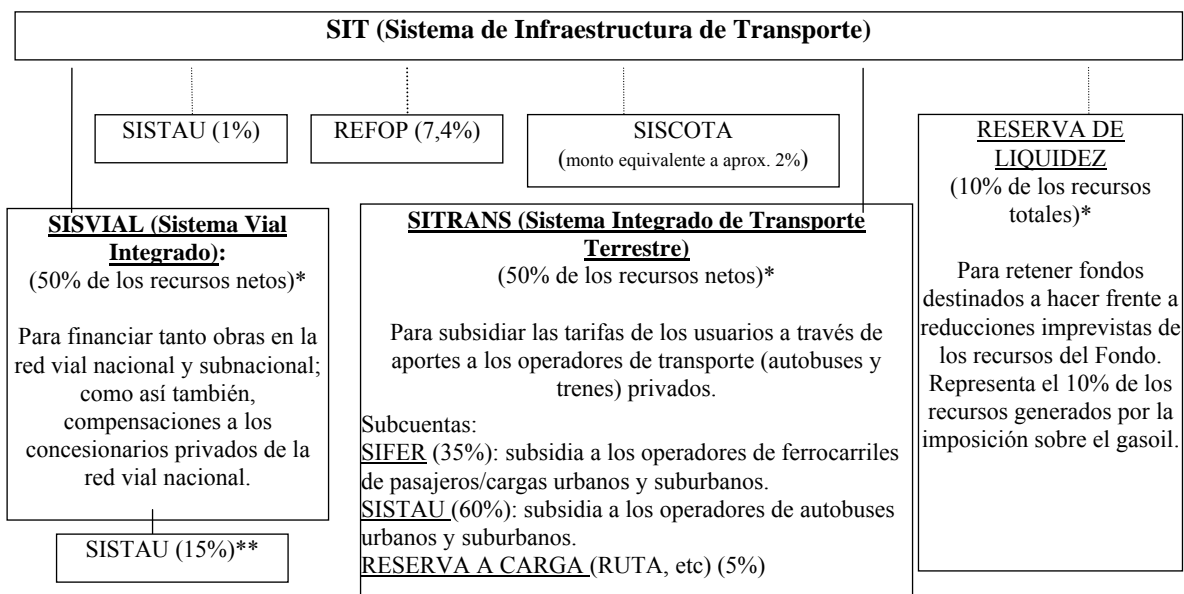 SIT (Sistema de Infraestructura de Transporte)
SISTAU (1%)
REFOP (7,4%)
SISCOTA
(monto equivalente a aprox. 2%)
RESERVA DE
LIQUIDEZ
(10% de los recursos
totales)*
Para retener fondos
destinados a hacer frente a
reducciones imprevistas de
los recursos del Fondo.
Representa el 10% de los
recursos generados por la
imposición sobre el gasoil.
SISVIAL (Sistema Vial
Integrado):
(50% de los recursos netos)*
Para financiar tanto obras en la
red vial nacional y subnacional;
como así también,
compensaciones a los
concesionarios privados de la
red vial nacional.
SISTAU (15%)**
SITRANS (Sistema Integrado de Transporte
Terrestre)
(50% de los recursos netos)*
Para subsidiar las tarifas de los usuarios a través de
aportes a los operadores de transporte (autobuses y
trenes) privados.
Subcuentas:
SIFER (35%): subsidia a los operadores de ferrocarriles
de pasajeros/cargas urbanos y suburbanos.
SISTAU (60%): subsidia a los operadores de autobuses
urbanos y suburbanos.
RESERVA A CARGA (RUTA, etc) (5%)